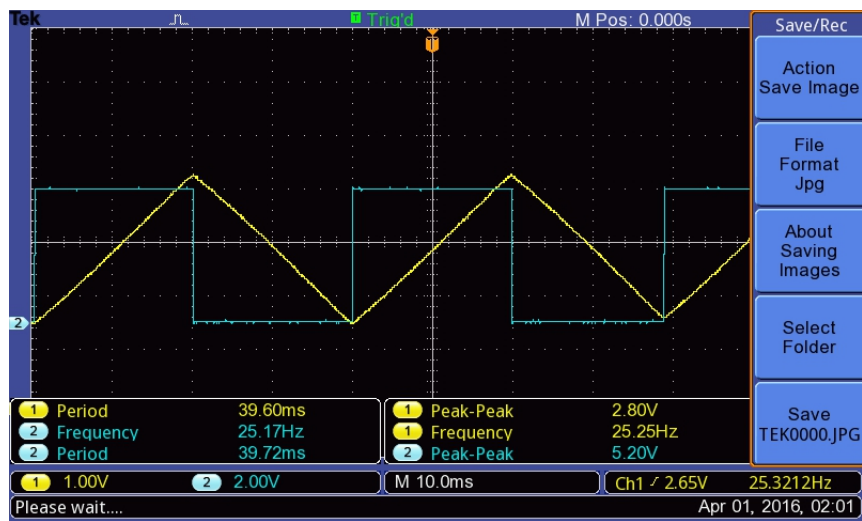 Tek
T Trig'd
M Pos: 0.000s
T
2
Save/Rec
Action
Save Image
File
Format
Jpg
About
Saving
Images
Select
Folder
Save
TEK0000.JPG
1 Period 39.60ms
2 Frequency 25.17Hz
2 Period 39.72ms
1 Peak-Peak 2.80V
1 Frequency 25.25Hz
2 Peak-Peak 5.20V
1 1.00V 2 2.00V M 10.0ms Ch1 / 2.65V 25.3212Hz
Please wait.... Apr 01, 2016, 02:01